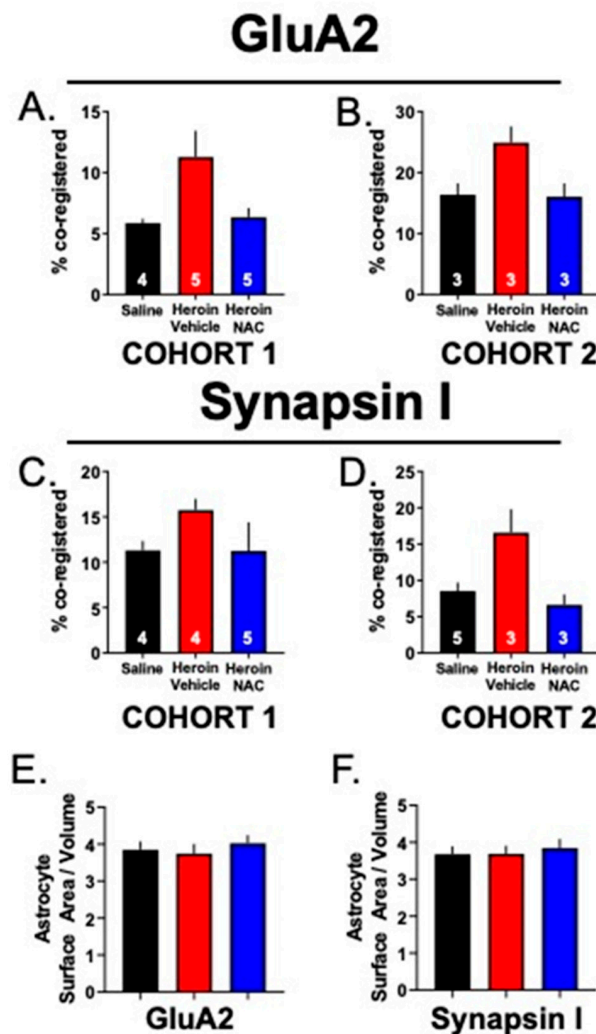 GluA2
A.
B.
% co-registered
15
10
5
0
4
5
5
Saline
Heroin Vehicle
Heroin NAC
COHORT 1
% co-registered
30
20
10
0
3
3
3
Saline
Heroin Vehicle
Heroin NAC
COHORT 2
Synapsin I
C.
D.
% co-registered
20
15
10
5
0
4
4
5
Saline
Heroin Vehicle
Heroin NAC
COHORT 1
% co-registered
25
20
15
10
5
0
5
3
3
Saline
Heroin Vehicle
Heroin NAC
COHORT 2
E.
F.
Astrocyte
Surface Area / Volume
5
4
3
2
1
0
GluA2
Astrocyte
Surface Area / Volume
5
4
3
2
1
0
Synapsin I